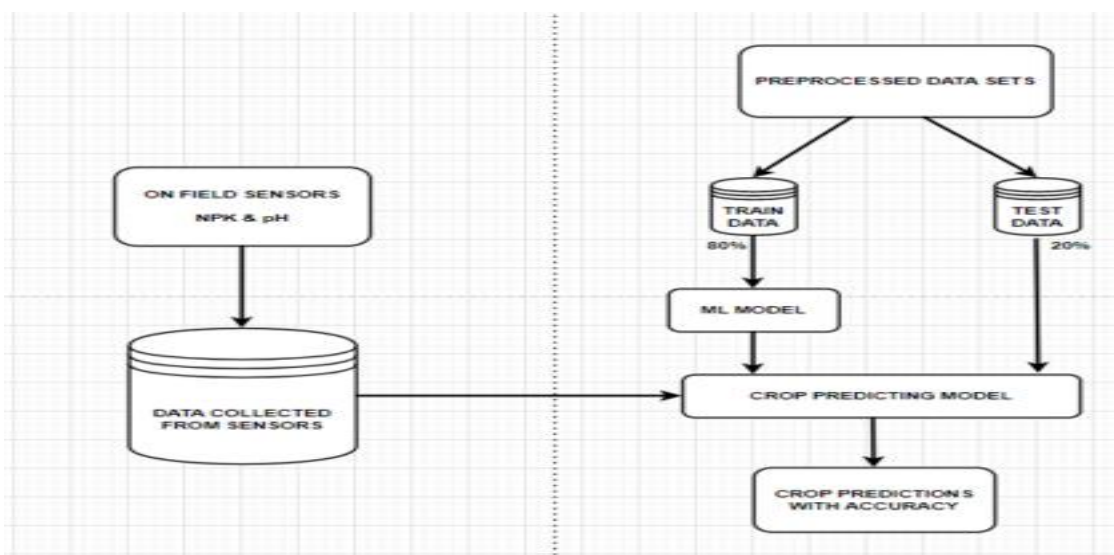 PREPROCESSED DATA SETS
ON FIELD SENSORS
NPK & pH
TRAIN
DATA
TEST
DATA
80%
20%
ML MODEL
DATA COLLECTED
FROM SENSORS
CROP PREDICTING MODEL
CROP PREDICTIONS
WITH ACCURACY